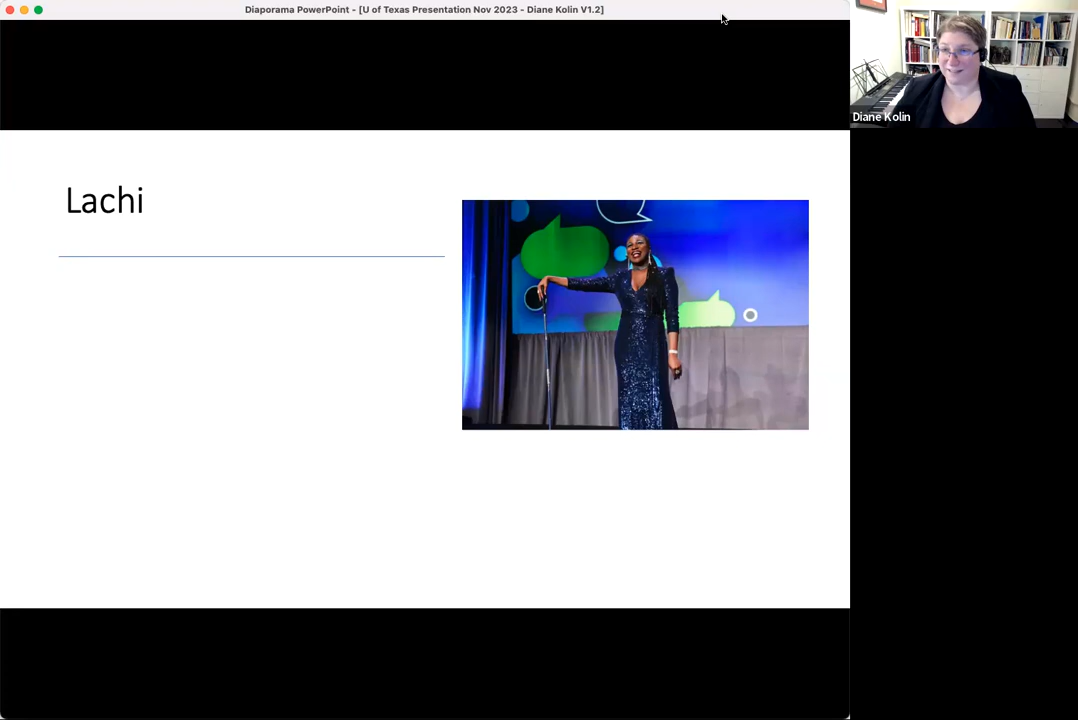 Diaporama PowerPoint - [U of Texas Presentation Nov 2023 - Diane Kolin V1.2]
Diane Kolin
Lachi